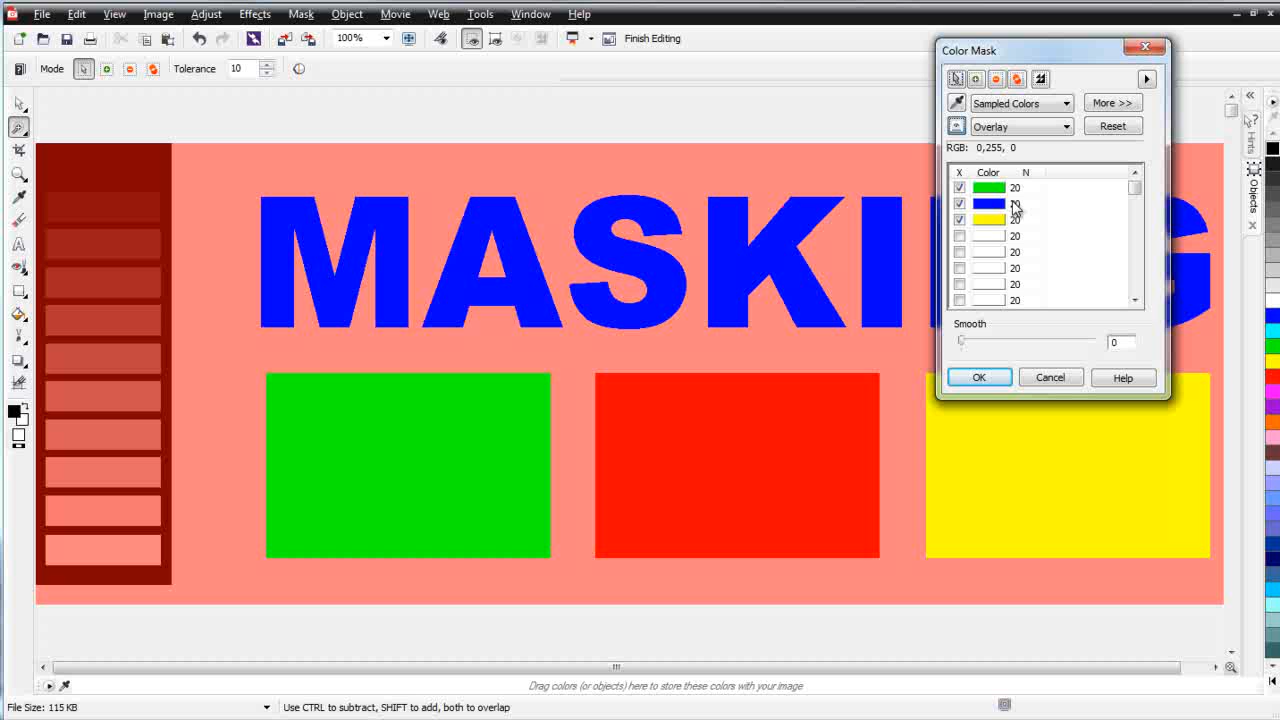 File Edit View Image Adjust Effects Mask Object Movie Web Tools Window Help
100% Finish Editing
Mode Tolerance 10
Color Mask
Sampled Colors More >>
Overlay Reset
RGB: 0,255, 0
X Color N
20
20
20
20
20
20
20
Smooth
0
OK Cancel Help
Hints
Objects
MASKI G
Drag colors (or objects) here to store these colors with your image
File Size: 115 KB Use CTRL to subtract, SHIFT to add, both to overlap